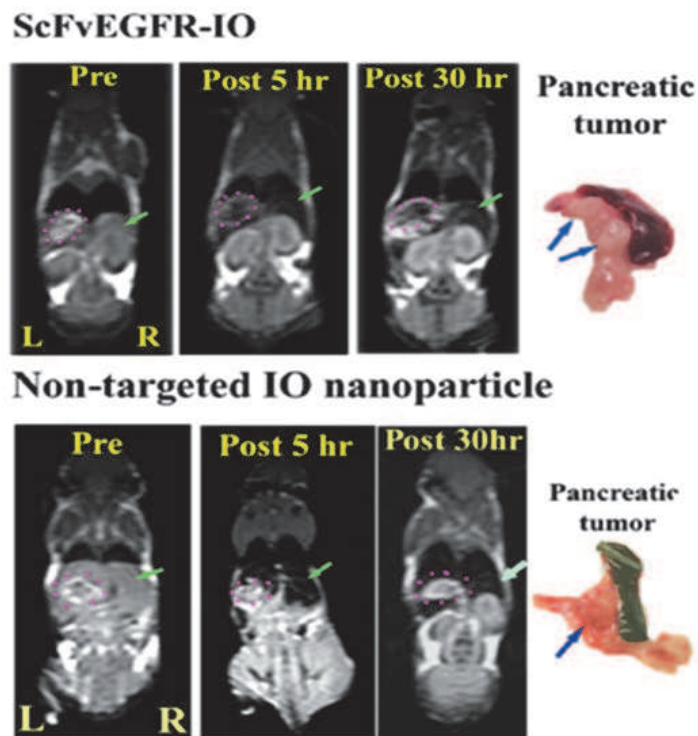 ScFvEGFR-IO
Pre
Post 5 hr
Post 30 hr
Pancreatic
tumor
L
R
Non-targeted IO nanoparticle
Pre
Post 5 hr
Post 30hr
Pancreatic
tumor
L
R